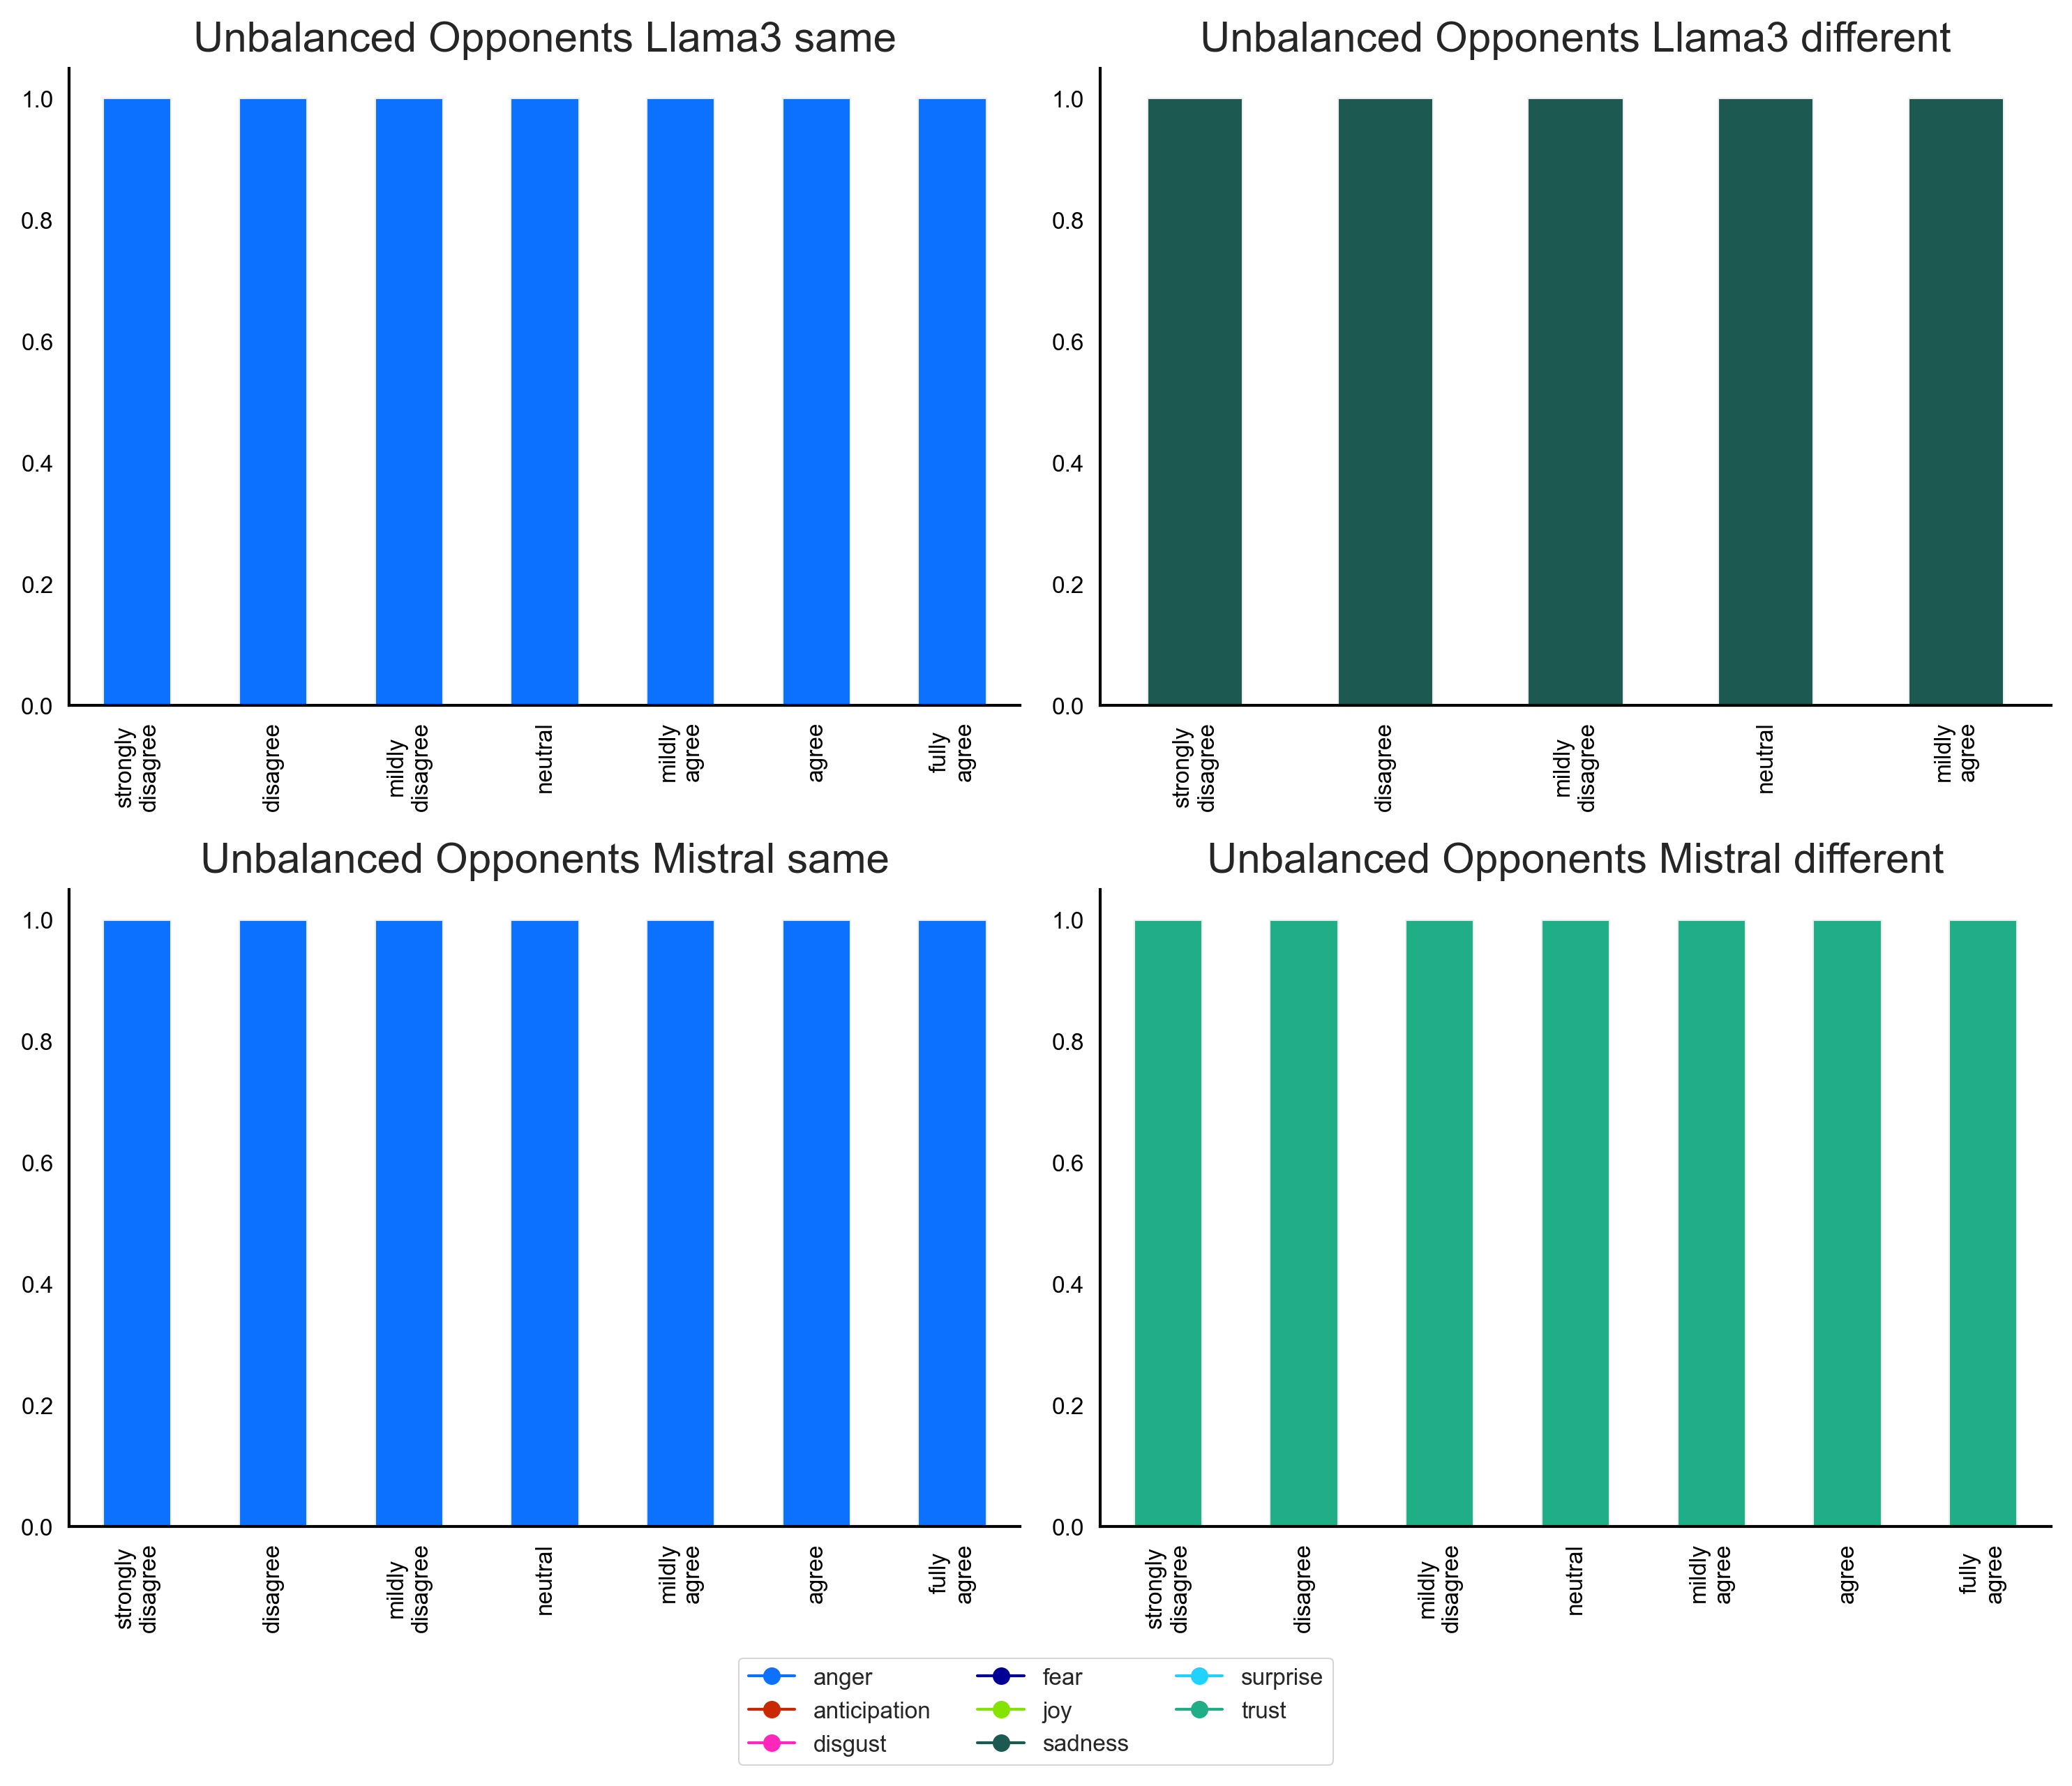 Unbalanced Opponents Llama3 same
1.0
0.8
0.6
0.4
0.2
0.0
strongly
disagree
disagree
mildly
disagree
neutral
mildly
agree
agree
fully
agree
Unbalanced Opponents Llama3 different
1.0
0.8
0.6
0.4
0.2
0.0
strongly
disagree
disagree
mildly
disagree
neutral
mildly
agree
Unbalanced Opponents Mistral same
1.0
0.8
0.6
0.4
0.2
0.0
strongly
disagree
disagree
mildly
disagree
neutral
mildly
agree
agree
fully
agree
Unbalanced Opponents Mistral different
1.0
0.8
0.6
0.4
0.2
0.0
strongly
disagree
disagree
mildly
disagree
neutral
mildly
agree
agree
fully
agree
anger
anticipation
disgust
fear
joy
sadness
surprise
trust